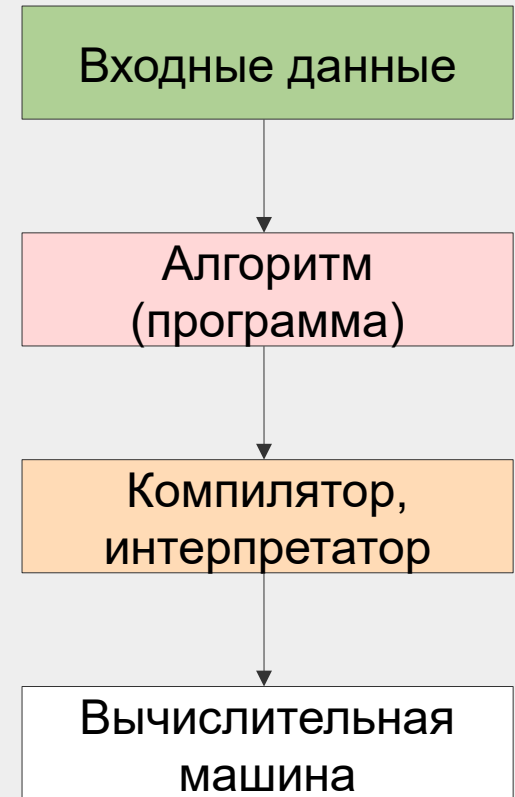 Входные данные
Алгоритм
(программа)
Компилятор,
интерпретатор
Вычислительная
машина